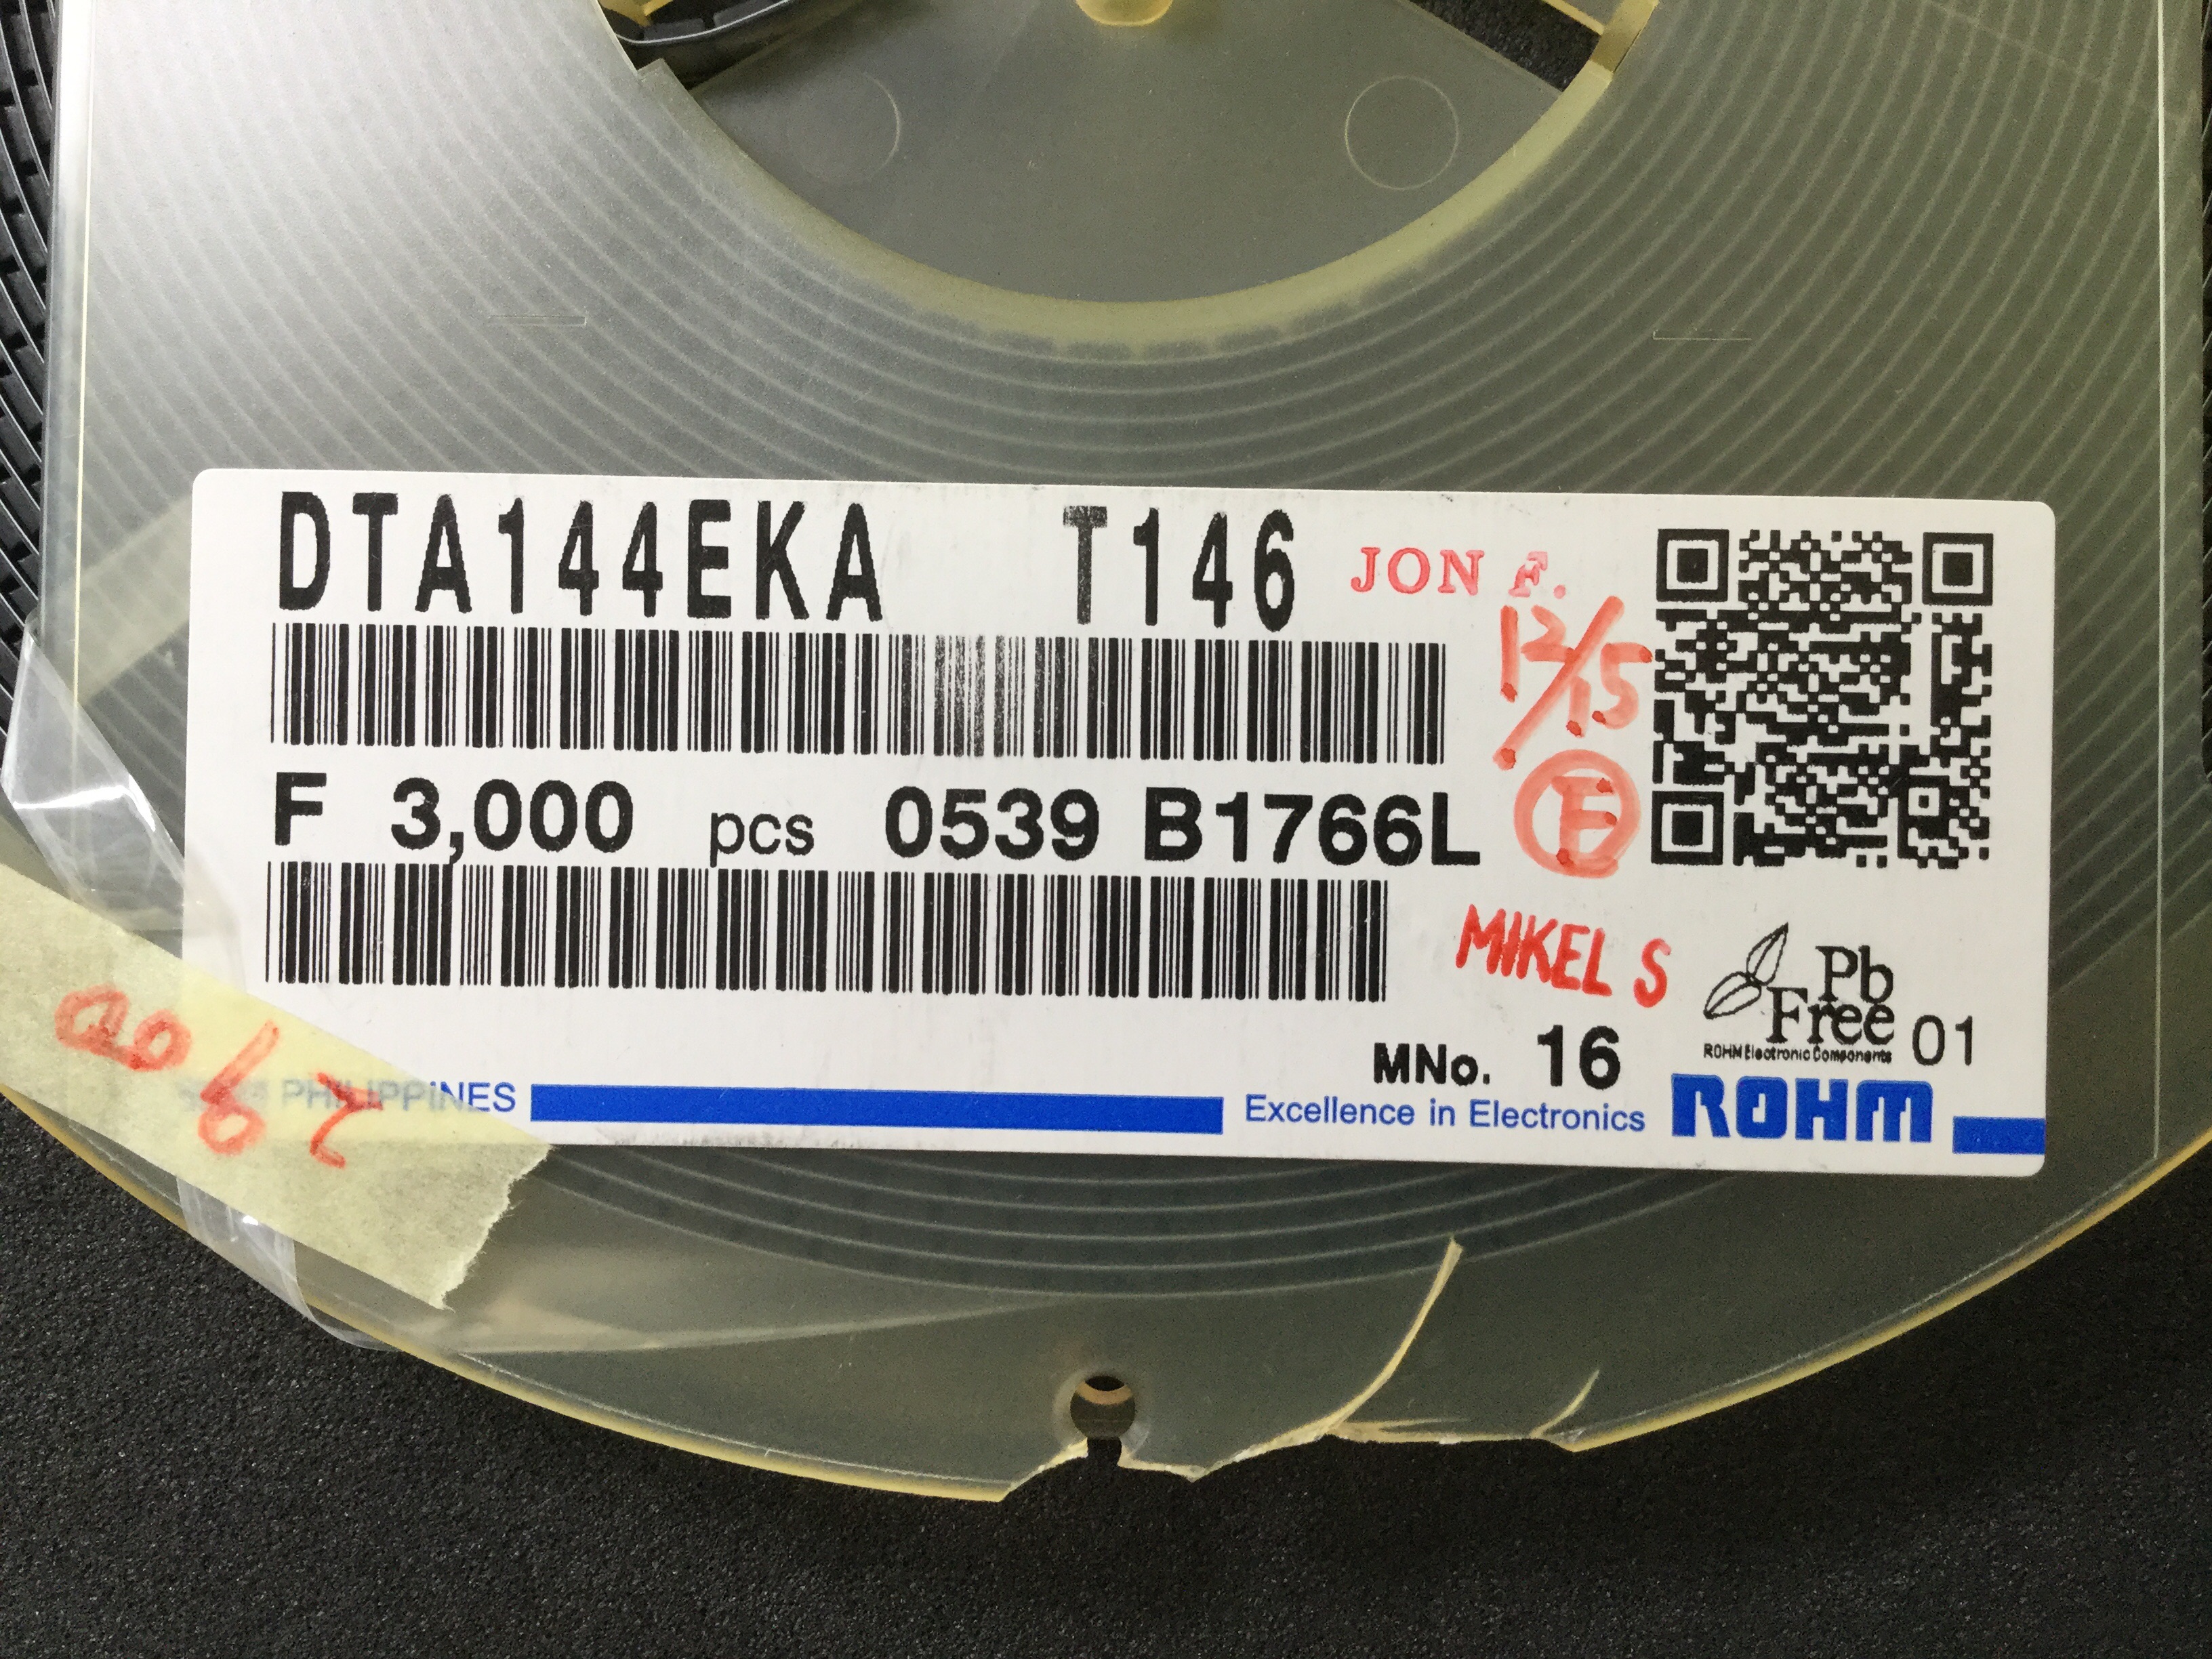 DTA144EKA T146
JON F.
12/15
F 3,000 pcs 0539 B1766L
E
MIKEL S
Pb
Free
ROHM Electronic Components
01
MNo. 16
PHILIPPINES
Excellence in Electronics
ROHM